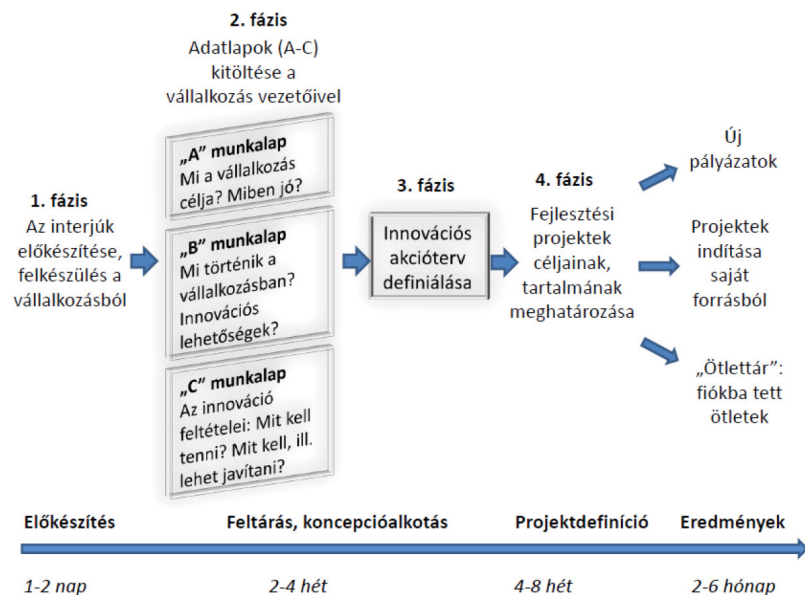 1. fázis
Az interjúk
előkészítése,
felkészülés a
vállalkozásból
2. fázis
Adatlapok (A-C)
kitöltése a
vállalkozás vezetőivel
„A” munkalap
Mi a vállalkozás
célja? Miben jó?
„B” munkalap
Mi történik a
vállalkozásban?
Innovációs
lehetőségek?
„C” munkalap
Az innováció
feltételei: Mit kell
tenni? Mit kell, ill.
lehet javítani?
3. fázis
Innovációs
akcióterv
definiálása
4. fázis
Fejlesztési
projektek
céljainak,
tartalmának
meghatározása
Új
pályázatok
Projektek
indítása
saját
forrásból
„Ötlettár”:
fiókba tett
ötletek
Előkészítés
Feltárás, koncepcióalkotás
Projektdefiníció
Eredmények
1-2 nap
2-4 hét
4-8 hét
2-6 hónap